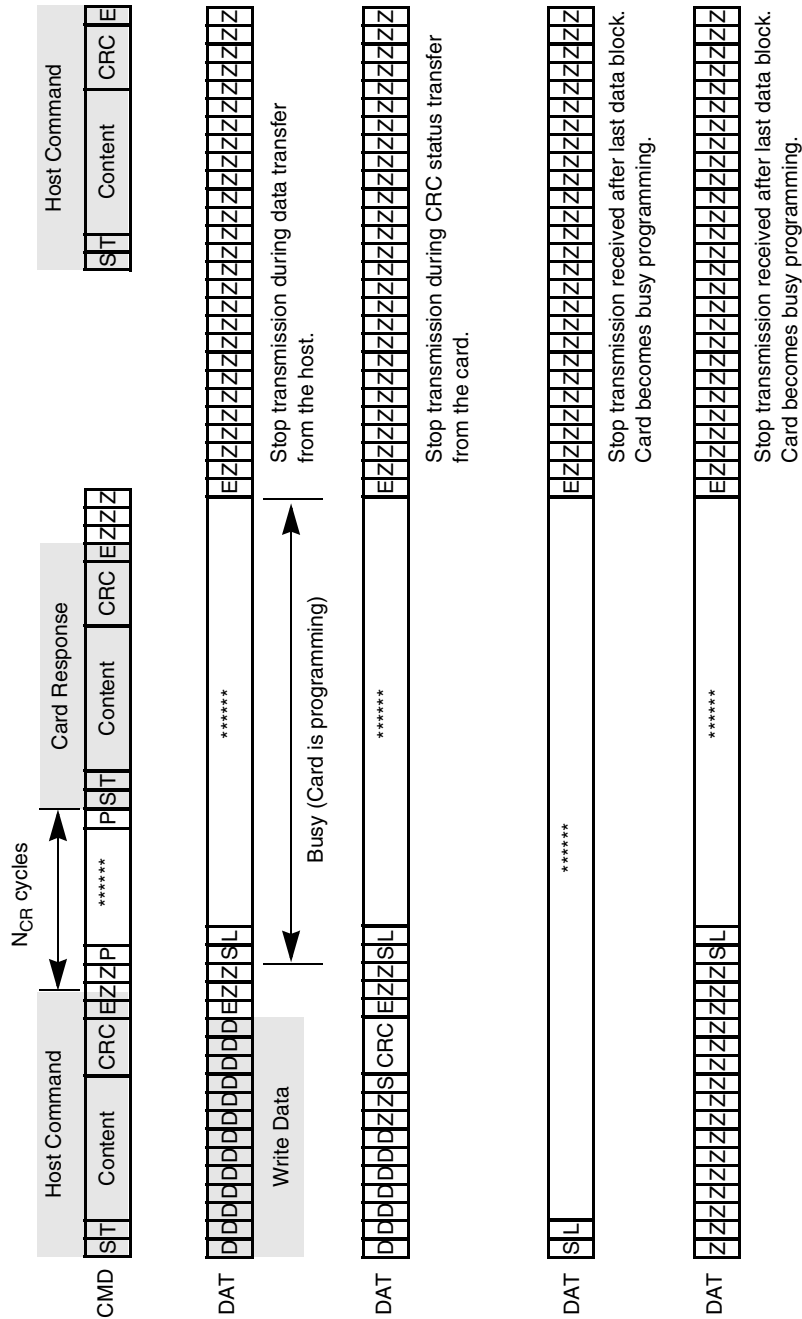 Host Command N_CR cycles Card Response Host Command
CMD S T Content CRC E Z Z P ****** P S T Content CRC E Z Z Z S T Content CRC E
DAT D D D D D D D D D D D D D E Z Z S L ****** E Z Z Z Z Z Z Z Z Z Z Z Z Z Z Z Z Z Z Z Z Z Z Z Z Z Z
Write Data
Busy (Card is programming)
Stop transmission during data transfer
from the host.
DAT D D D D D D D Z Z S CRC E Z Z S L ****** E Z Z Z Z Z Z Z Z Z Z Z Z Z Z Z Z Z Z Z Z Z Z Z Z Z Z
Stop transmission during CRC status transfer
from the card.
DAT S L ****** E Z Z Z Z Z Z Z Z Z Z Z Z Z Z Z Z Z Z Z Z Z Z Z Z Z Z
Stop transmission received after last data block.
Card becomes busy programming.
DAT Z Z Z Z Z Z Z Z Z Z Z Z Z Z Z Z S L ****** E Z Z Z Z Z Z Z Z Z Z Z Z Z Z Z Z Z Z Z Z Z Z Z Z Z Z
Stop transmission received after last data block.
Card becomes busy programming.